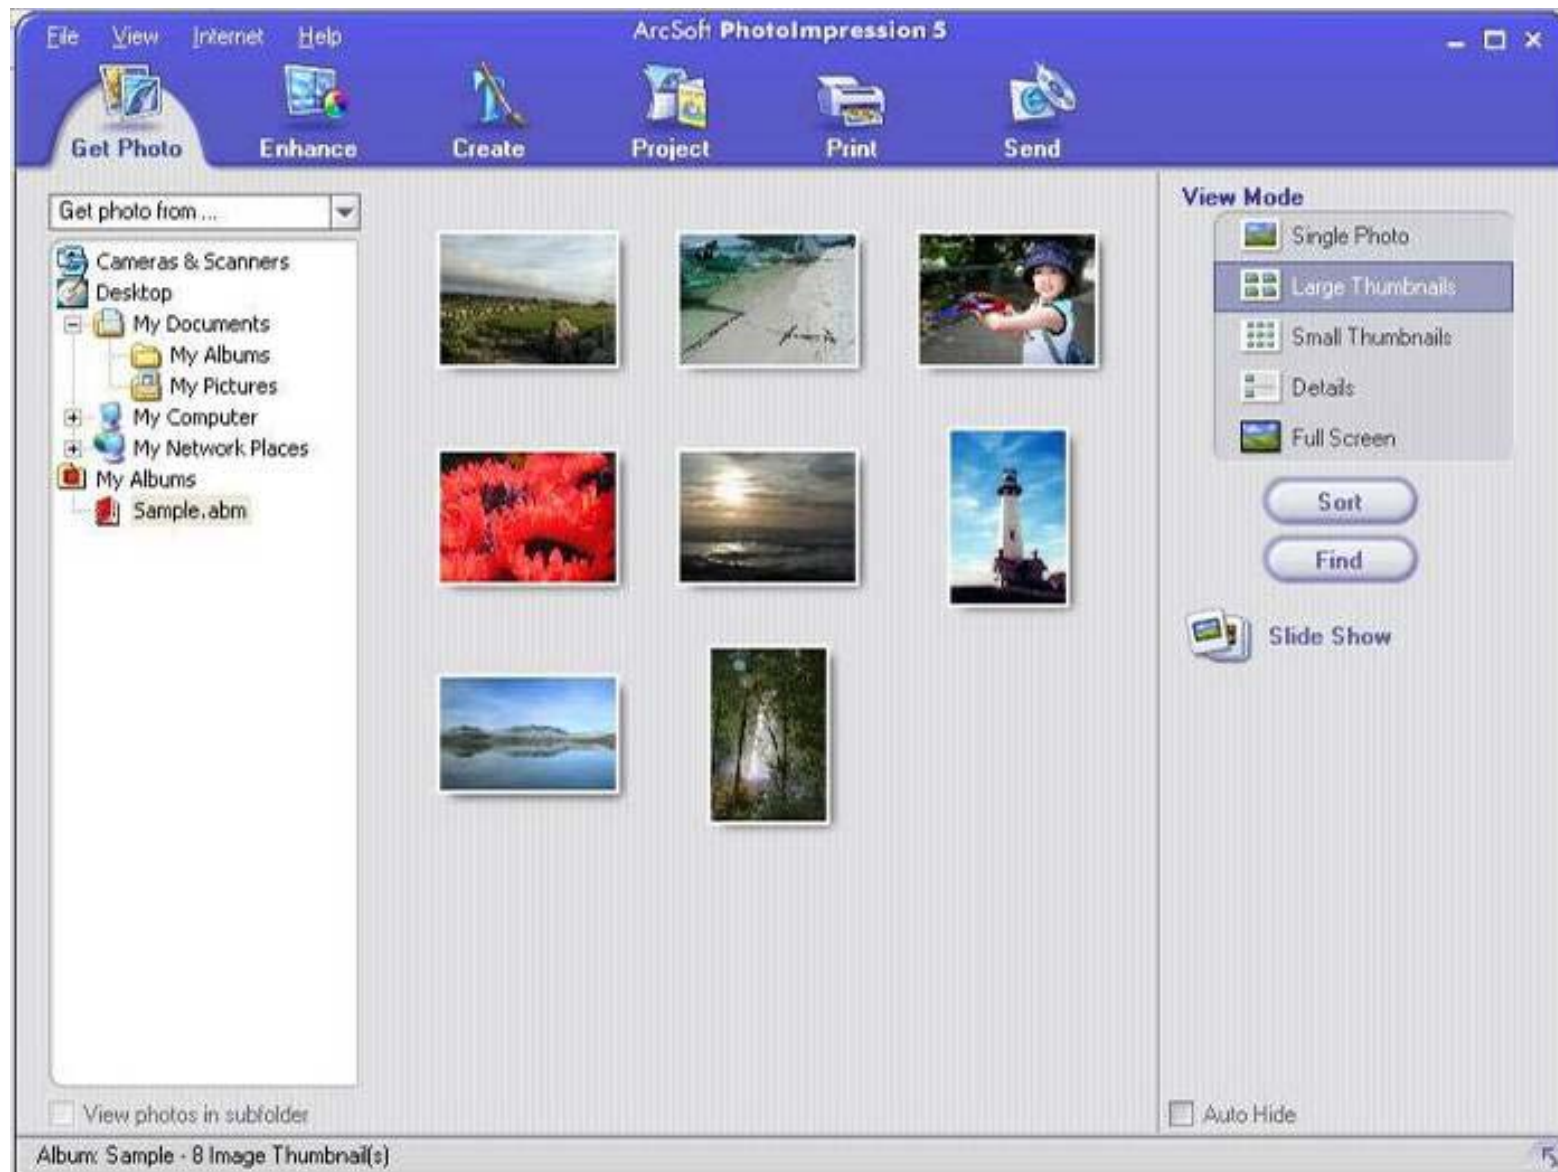 File View Internet Help
ArcSoft PhotoImpression 5
Get Photo Enhance Create Project Print Send
Get photo from ...
Cameras & Scanners
Desktop
My Documents
My Albums
My Pictures
My Computer
My Network Places
My Albums
Sample.abm
View photos in subfolder
View Mode
Single Photo
Large Thumbnails
Small Thumbnails
Details
Full Screen
Sort
Find
Slide Show
Auto Hide
Album: Sample - 8 Image Thumbnail(s)